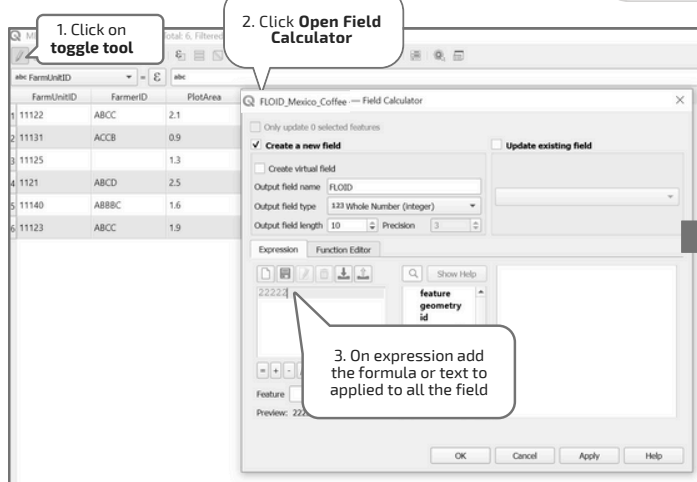 1. Click on
toggle tool
2. Click Open Field
Calculator
otal: 6, Filtered
abc FarmUnitID = ε abc
FarmUnitID FarmerID PlotArea
1 11122 ABCC 2.1
2 11131 ACCB 0.9
3 11125 1.3
4 1121 ABCD 2.5
5 11140 ABBBC 1.6
6 11123 ABCC 1.9
FLOID_Mexico_Coffee — Field Calculator
Only update 0 selected features
Create a new field
Update existing field
Create virtual field
Output field name FLOID
Output field type 123 Whole Number (integer)
Output field length 10 Precision 3
Expression Function Editor
Show Help
22222
feature
geometry
id
3. On expression add
the formula or text to
applied to all the field
= + -
Feature
Preview: 222
OK Cancel Apply Help